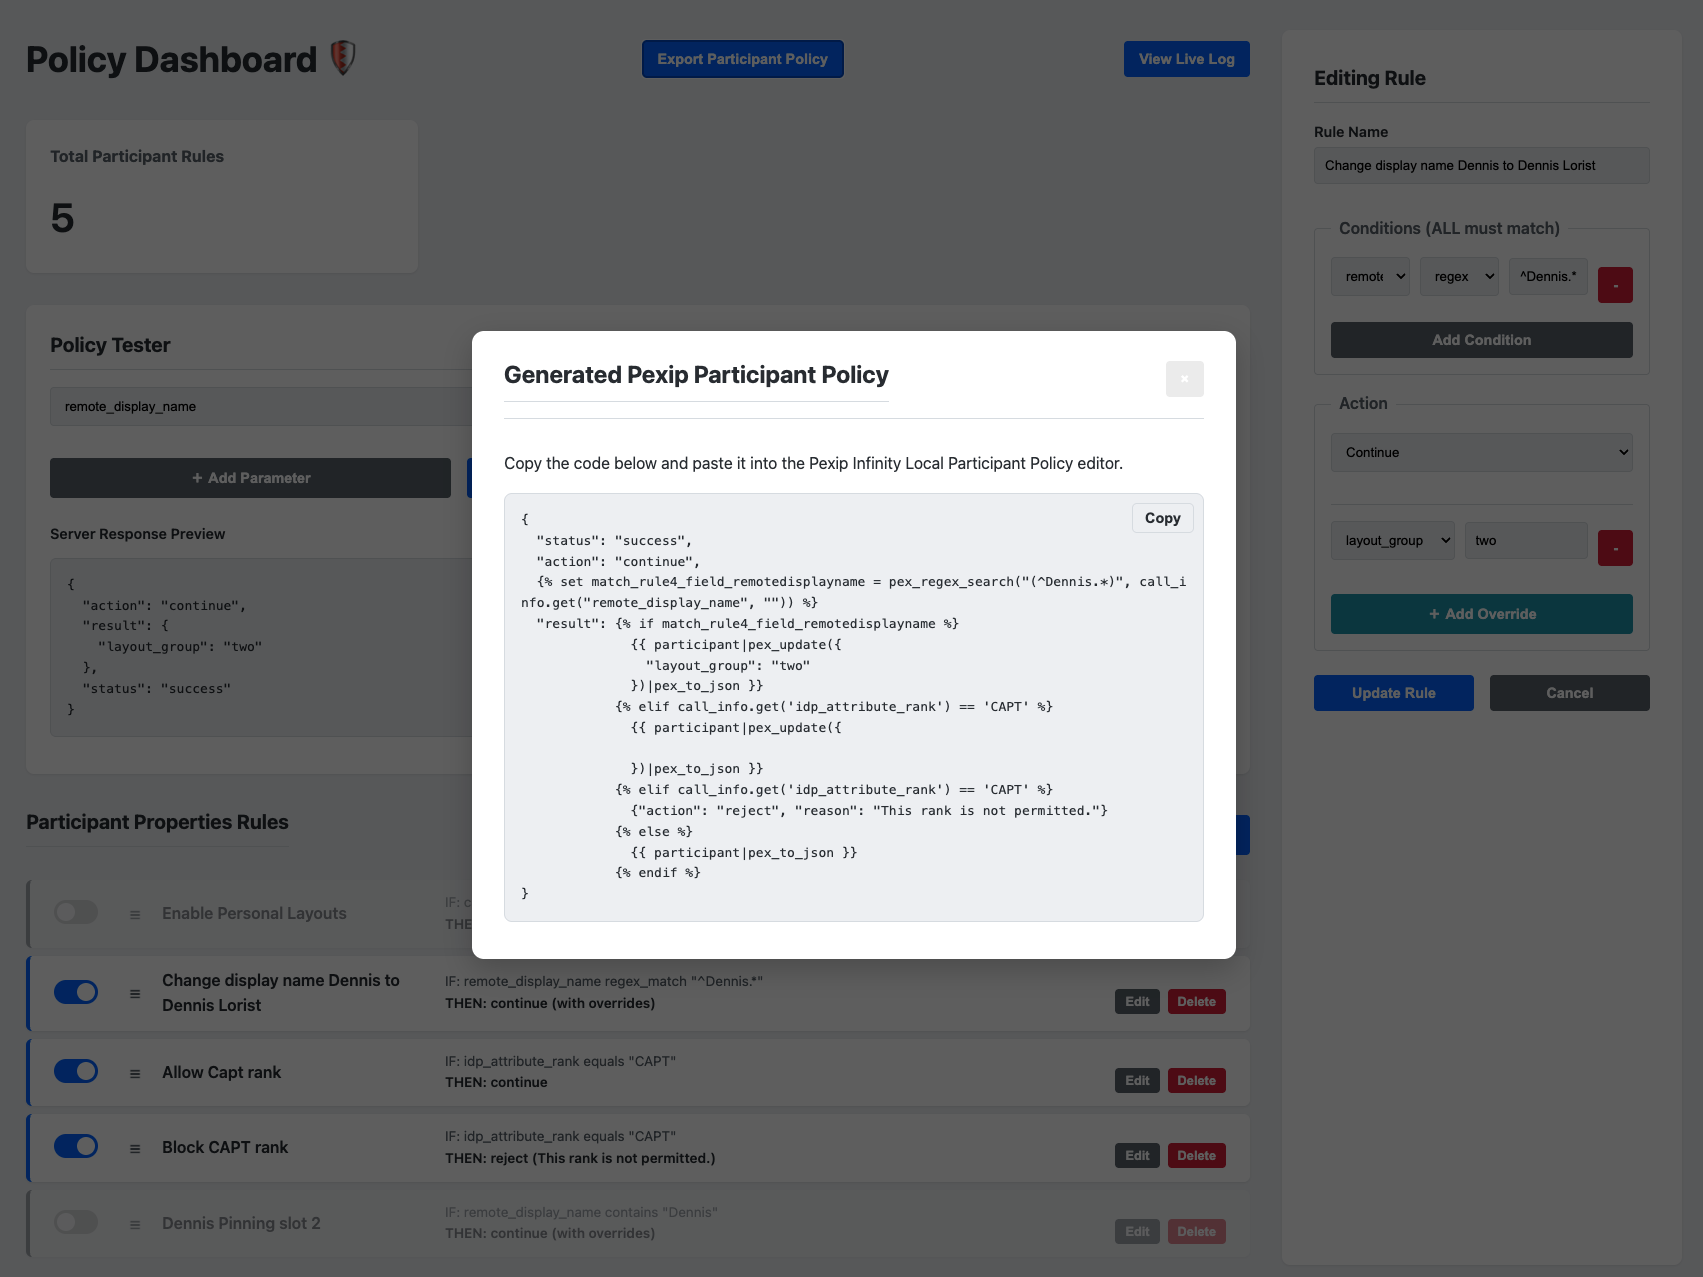 Policy Dashboard
Export Participant Policy
View Live Log
Total Participant Rules
5
Policy Tester
remote_display_name
+ Add Parameter
Server Response Preview
{
  "action": "continue",
  "result": {
    "layout_group": "two"
  },
  "status": "success"
}
Generated Pexip Participant Policy
×
Copy the code below and paste it into the Pexip Infinity Local Participant Policy editor.
Copy
{
  "status": "success",
  "action": "continue",
  {% set match_rule4_field_remotedisplayname = pex_regex_search("(^Dennis.*)", call_i
nfo.get("remote_display_name", "")) %}
  "result": {% if match_rule4_field_remotedisplayname %}
              {{ participant|pex_update({
                "layout_group": "two"
              })|pex_to_json }}
            {% elif call_info.get('idp_attribute_rank') == 'CAPT' %}
              {{ participant|pex_update({
              })|pex_to_json }}
            {% elif call_info.get('idp_attribute_rank') == 'CAPT' %}
              {"action": "reject", "reason": "This rank is not permitted."}
            {% else %}
              {{ participant|pex_to_json }}
            {% endif %}
}
Participant Properties Rules
Enable Personal Layouts
IF: c
THE
Change display name Dennis to
Dennis Lorist
IF: remote_display_name regex_match "^Dennis.*"
THEN: continue (with overrides)
Edit
Delete
Allow Capt rank
IF: idp_attribute_rank equals "CAPT"
THEN: continue
Edit
Delete
Block CAPT rank
IF: idp_attribute_rank equals "CAPT"
THEN: reject (This rank is not permitted.)
Edit
Delete
Dennis Pinning slot 2
IF: remote_display_name contains "Dennis"
THEN: continue (with overrides)
Edit
Delete
Editing Rule
Rule Name
Change display name Dennis to Dennis Lorist
Conditions (ALL must match)
remote
regex
^Dennis.*
-
Add Condition
Action
Continue
layout_group
two
-
+ Add Override
Update Rule
Cancel